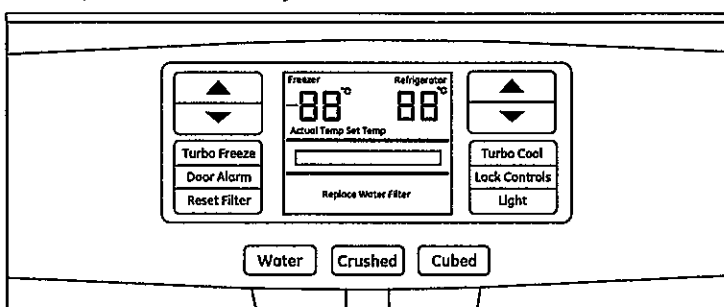 Freezer Refrigerator
-88 °C 88 °C
Actual Temp Set Temp
Turbo Freeze
Door Alarm
Reset Filter
Replace Water Filter
Turbo Cool
Lock Controls
Light
Water Crushed Cubed